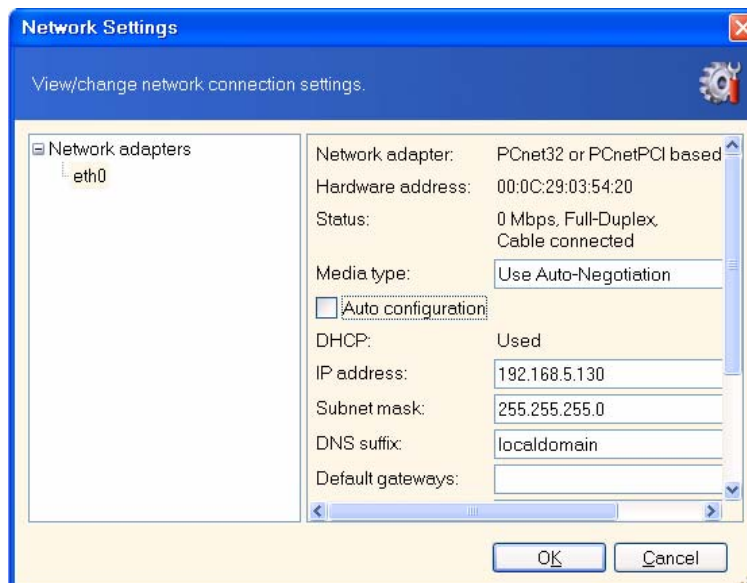 Network Settings
View/change network connection settings.
Network adapters
eth0
Network adapter: PCnet32 or PCnetPCI based
Hardware address: 00:0C:29:03:54:20
Status: 0 Mbps, Full-Duplex,
Cable connected
Media type: Use Auto-Negotiation
Auto configuration
DHCP: Used
IP address: 192.168.5.130
Subnet mask: 255.255.255.0
DNS suffix: localdomain
Default gateways:
OK Cancel